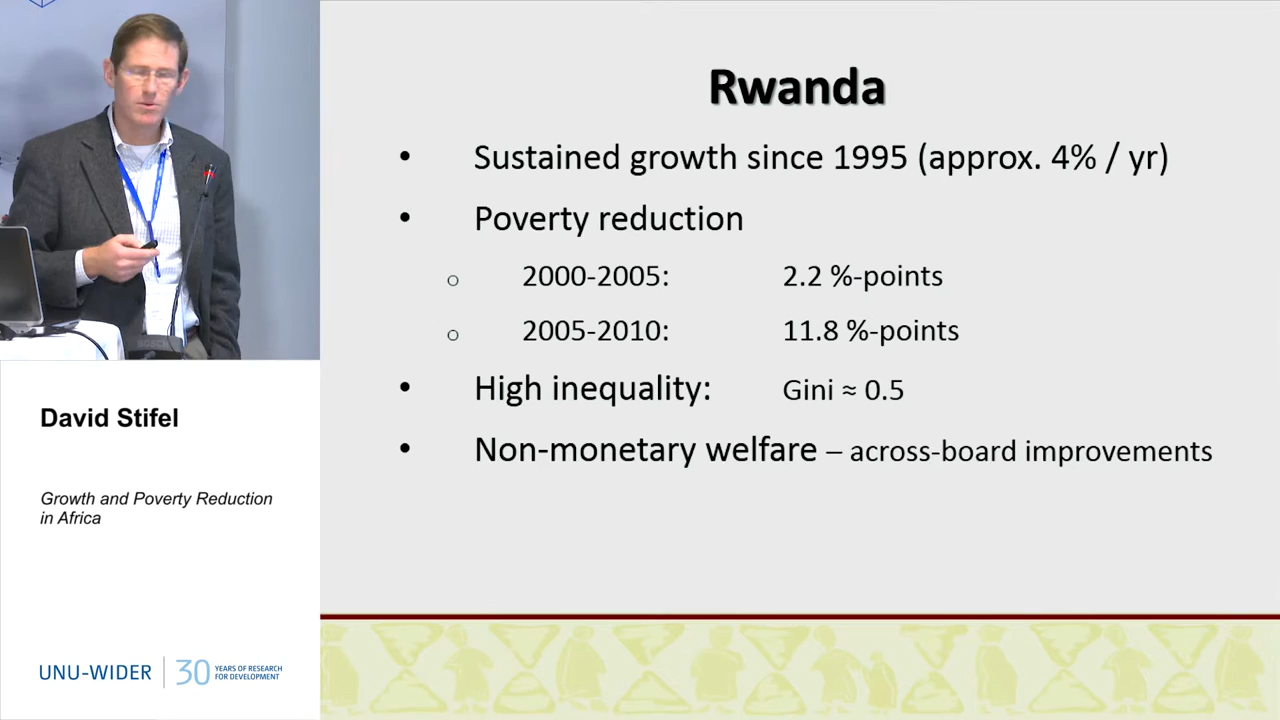 Rwanda
• Sustained growth since 1995 (approx. 4% / yr)
• Poverty reduction
o 2000-2005: 2.2 %-points
o 2005-2010: 11.8 %-points
• High inequality: Gini ≈ 0.5
• Non-monetary welfare – across-board improvements
David Stifel
Growth and Poverty Reduction
in Africa
UNU-WIDER
30 YEARS OF RESEARCH
FOR DEVELOPMENT
BOSCH